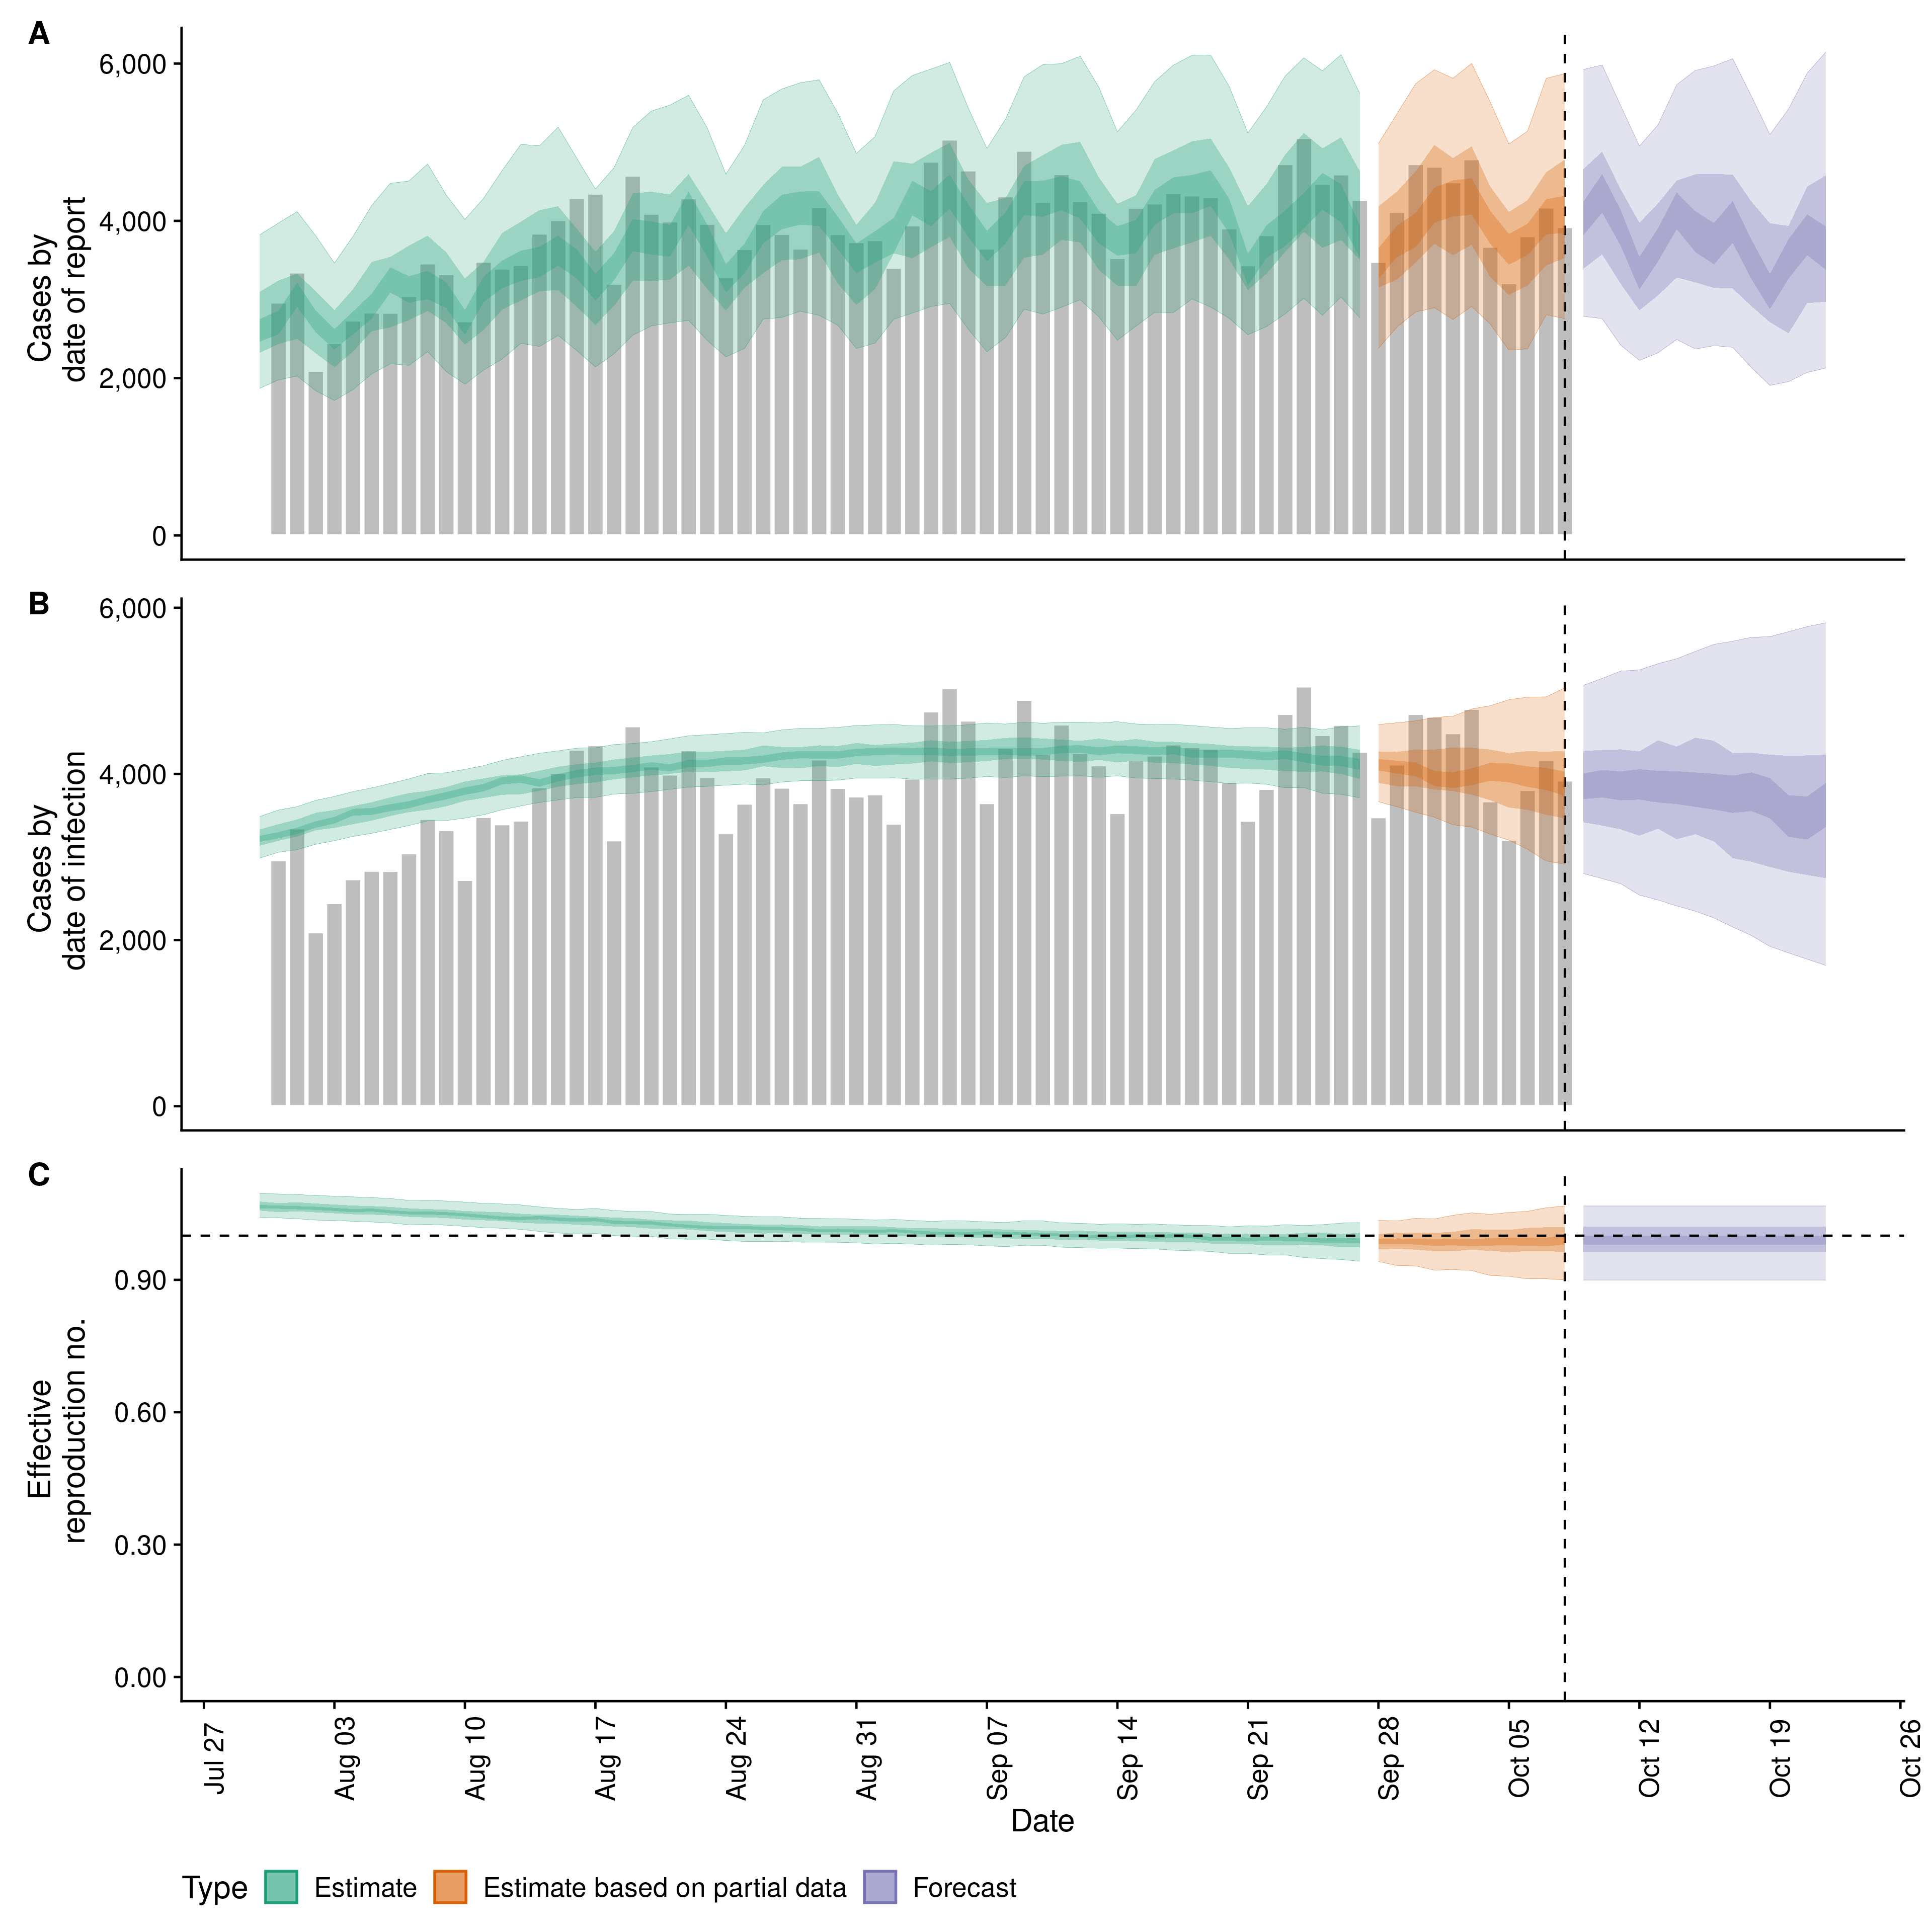 A
6,000
4,000
2,000
0
Cases by
date of report
B
6,000
4,000
2,000
0
Cases by
date of infection
C
0.90
0.60
0.30
0.00
Effective
reproduction no.
Jul 27
Aug 03
Aug 10
Aug 17
Aug 24
Aug 31
Sep 07
Sep 14
Sep 21
Sep 28
Oct 05
Oct 12
Oct 19
Oct 26
Date
Type Estimate Estimate based on partial data Forecast